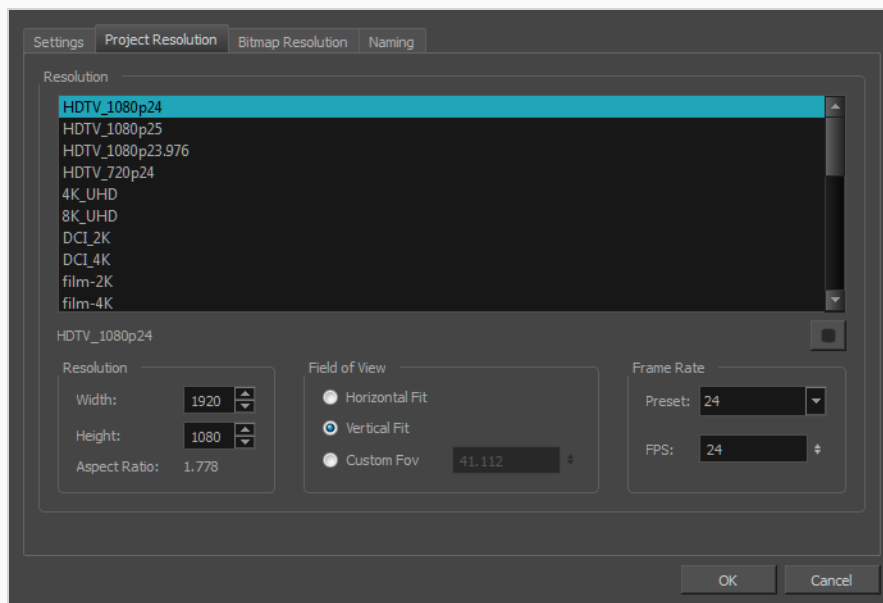 Settings Project Resolution Bitmap Resolution Naming
Resolution
HDTV_1080p24
HDTV_1080p25
HDTV_1080p23.976
HDTV_720p24
4K_UHD
8K_UHD
DCI_2K
DCI_4K
film-2K
film-4K
HDTV_1080p24
Resolution
Width: 1920
Height: 1080
Aspect Ratio: 1.778
Field of View
Horizontal Fit
Vertical Fit
Custom Fov 41.112
Frame Rate
Preset: 24
FPS: 24
OK Cancel